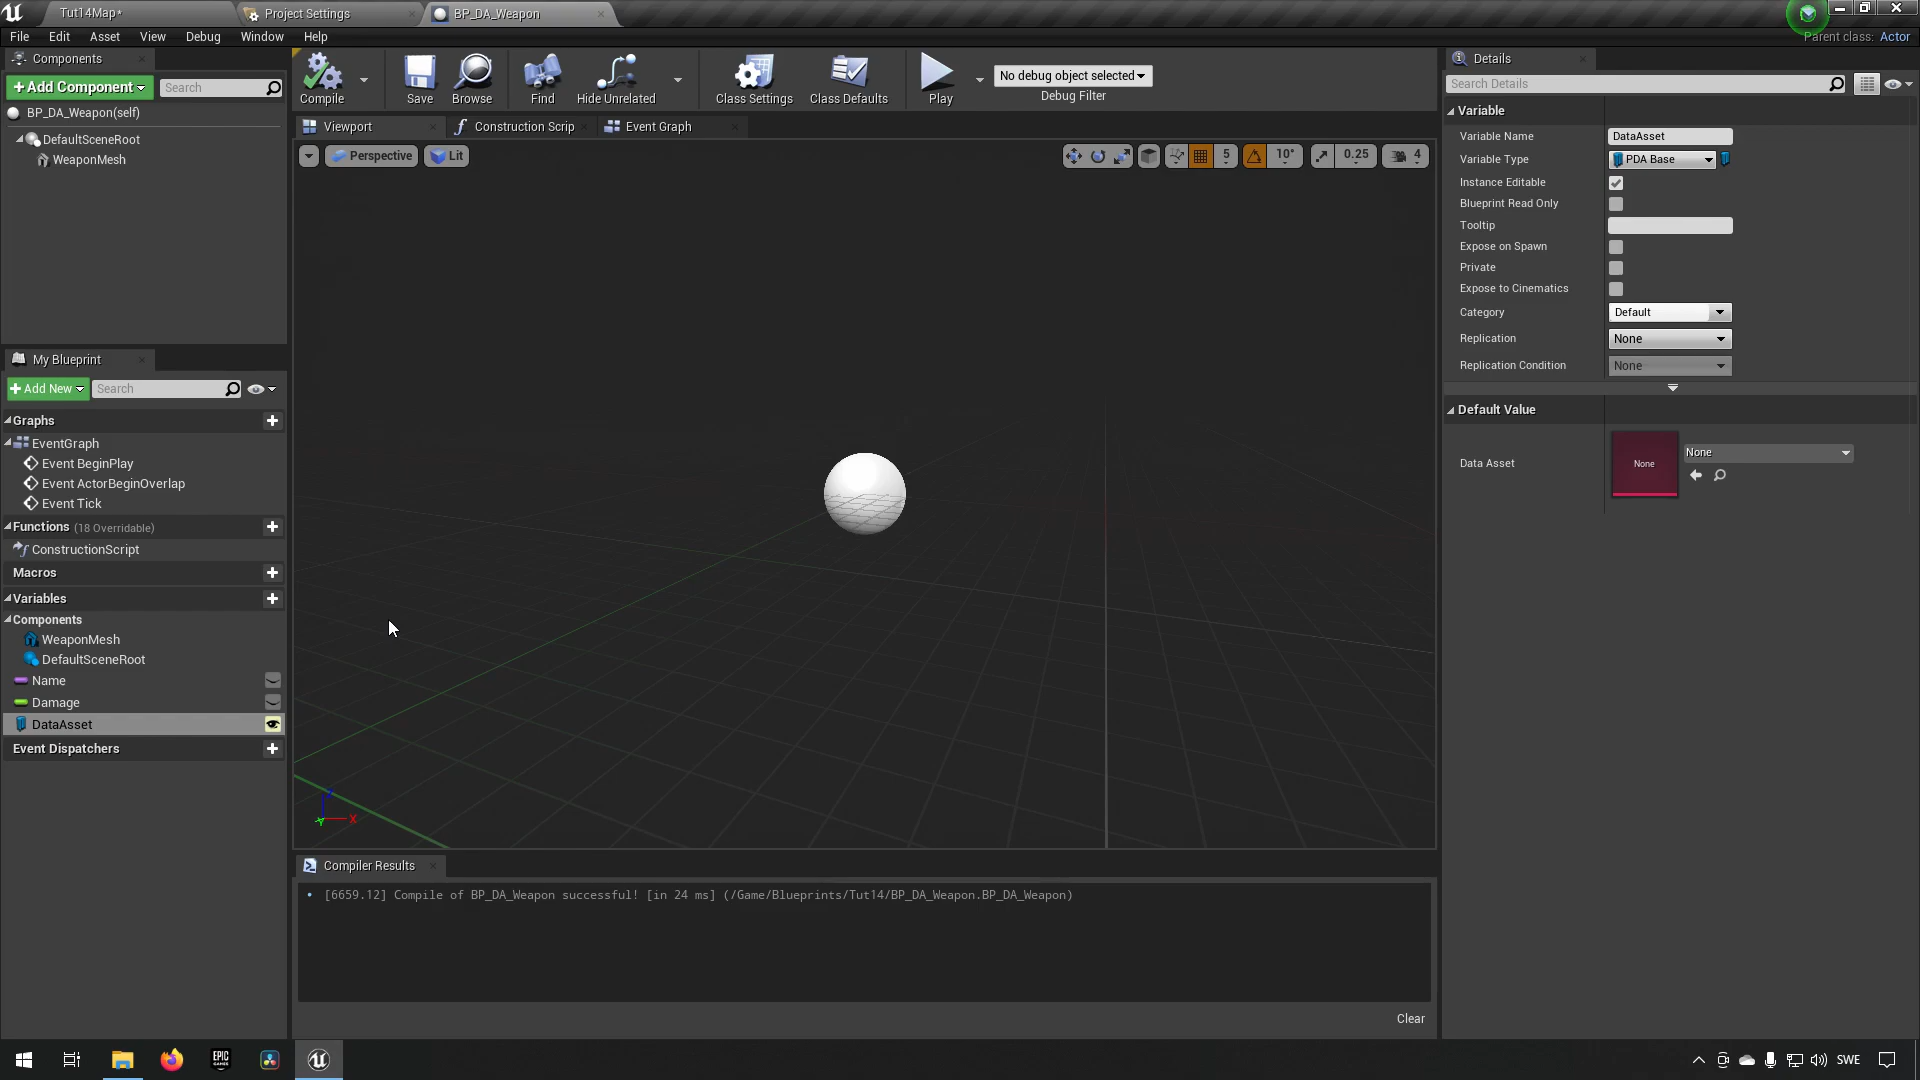 Tut14Map*
Project Settings
BP_DA_Weapon
File
Edit
Asset
View
Debug
Window
Help
Parent class:
Actor
Components
+Add Component
Search
BP_DA_Weapon(self)
DefaultSceneRoot
WeaponMesh
Compile
Save
Browse
Find
Hide Unrelated
Class Settings
Class Defaults
Play
No debug object selected
Debug Filter
Viewport
Construction Scrip
Event Graph
Perspective
Lit
5
10°
0.25
4
X
Y
Z
My Blueprint
+Add New
Search
Graphs
EventGraph
Event BeginPlay
Event ActorBeginOverlap
Event Tick
Functions (18 Overridable)
ConstructionScript
Macros
Variables
Components
WeaponMesh
DefaultSceneRoot
Name
Damage
DataAsset
Event Dispatchers
Compiler Results
[6659.12] Compile of BP_DA_Weapon successful! [in 24 ms] (/Game/Blueprints/Tut14/BP_DA_Weapon.BP_DA_Weapon)
Clear
Details
Search Details
Variable
Variable Name
DataAsset
Variable Type
PDA Base
Instance Editable
Blueprint Read Only
Tooltip
Expose on Spawn
Private
Expose to Cinematics
Category
Default
Replication
None
Replication Condition
None
Default Value
Data Asset
None
None
EPIC
GAMES
SWE